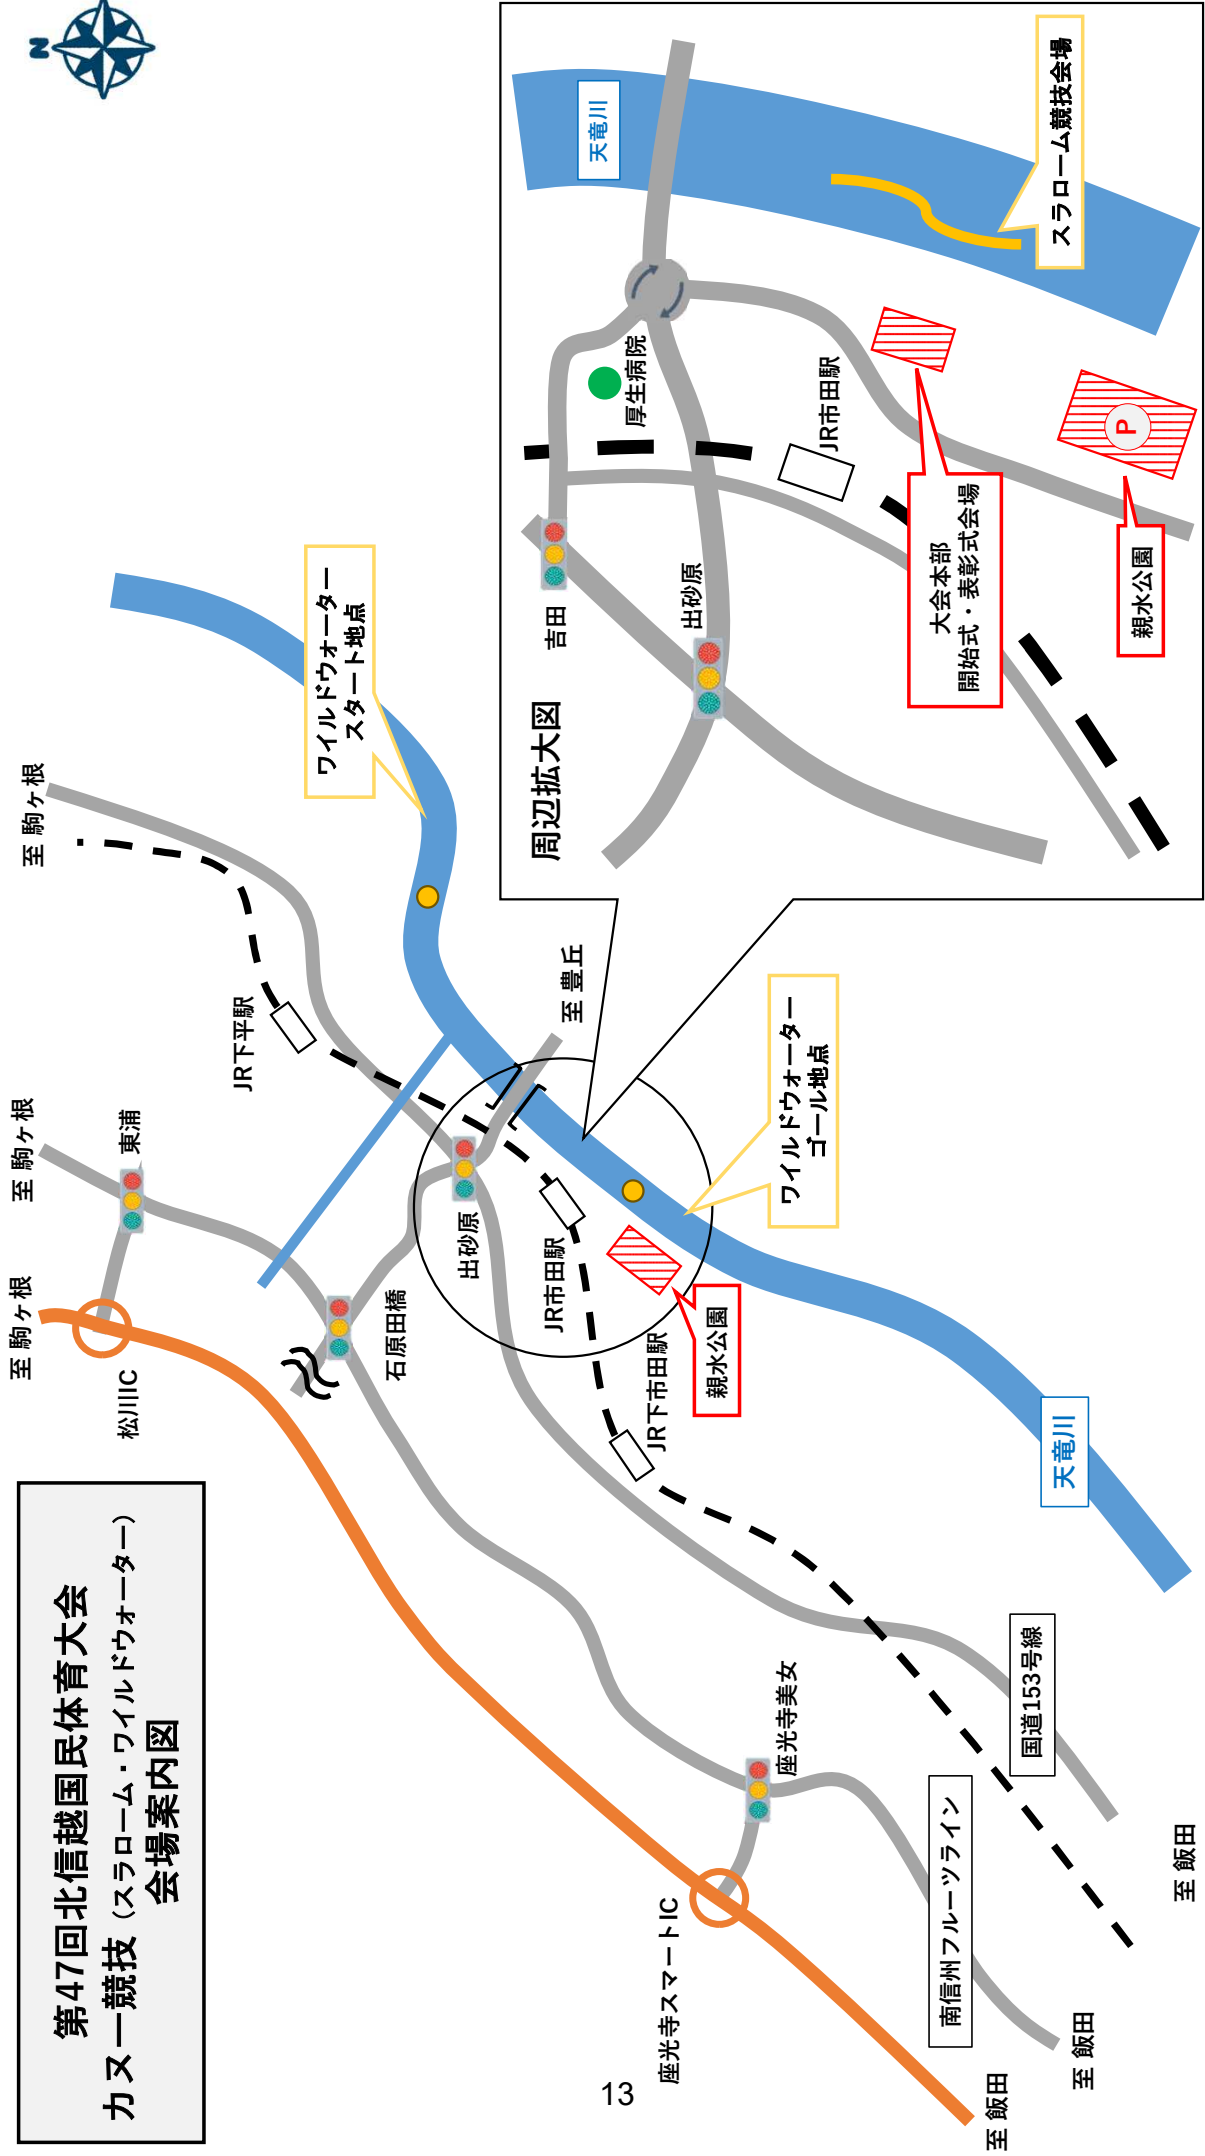 第47回北信越国民体育大会
カヌー競技（スラローム・ワイルドウォーター）
会場案内図
N
至 駒ヶ根
至 駒ヶ根
至 駒ヶ根
松川IC
東浦
JR下平駅
石原田橋
出砂原
至 豊丘
JR市田駅
JR下市田駅
親水公園
ワイルドウォーター
スタート地点
ワイルドウォーター
ゴール地点
天竜川
座光寺スマートIC
座光寺美女
南信州フルーツライン
国道153号線
至 飯田
至 飯田
至 飯田
周辺拡大図
吉田
出砂原
厚生病院
JR市田駅
天竜川
スラローム競技会場
大会本部
開始式・表彰式会場
親水公園
P
13